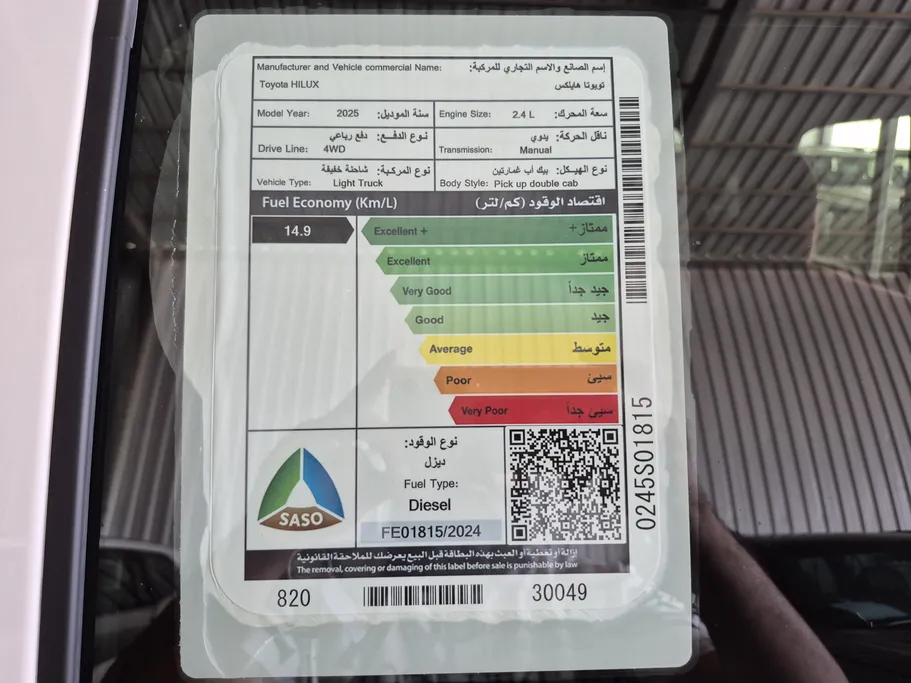 Manufacturer and Vehicle commercial Name: إسم الصانع والاسم التجاري للمركبة:
Toyota HILUX تويوتا هايلكس
Model Year: 2025 سنة الموديل:
Engine Size: 2.4 L سعة المحرك:
نوع الدفع: دفع رباعي
Drive Line: 4WD
ناقل الحركة: يدوي
Transmission: Manual
نوع المركبة: شاحنة خفيفة
Vehicle Type: Light Truck
نوع الهيكل: بيك أب غمارتين
Body Style: Pick up double cab
Fuel Economy (Km/L) اقتصاد الوقود (كم/لتر)
14.9
Excellent + ممتاز+
Excellent ممتاز
Very Good جيد جداً
Good جيد
Average متوسط
Poor سيئ
Very Poor سيئ جداً
SASO
نوع الوقود:
ديزل
Fuel Type:
Diesel
FE01815/2024
0245S01815
إزالة أو تغطية أو العبث بهذه البطاقة قبل البيع يعرضك للملاحقة القانونية
The removal, covering or damaging of this label before sale is punishable by law
820 30049